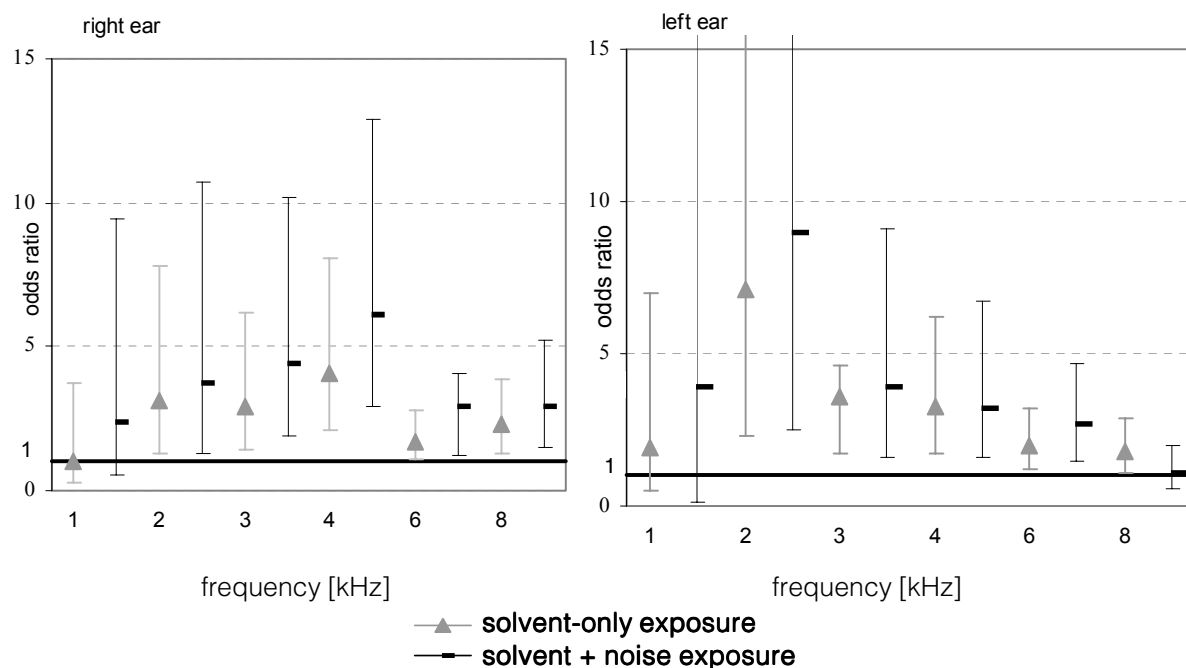 right ear
15
10
5
1
0
odds ratio
1 2 3 4 6 8
frequency [kHz]
left ear
15
10
5
1
0
odds ratio
1 2 3 4 6 8
frequency [kHz]
solvent-only exposure
solvent + noise exposure